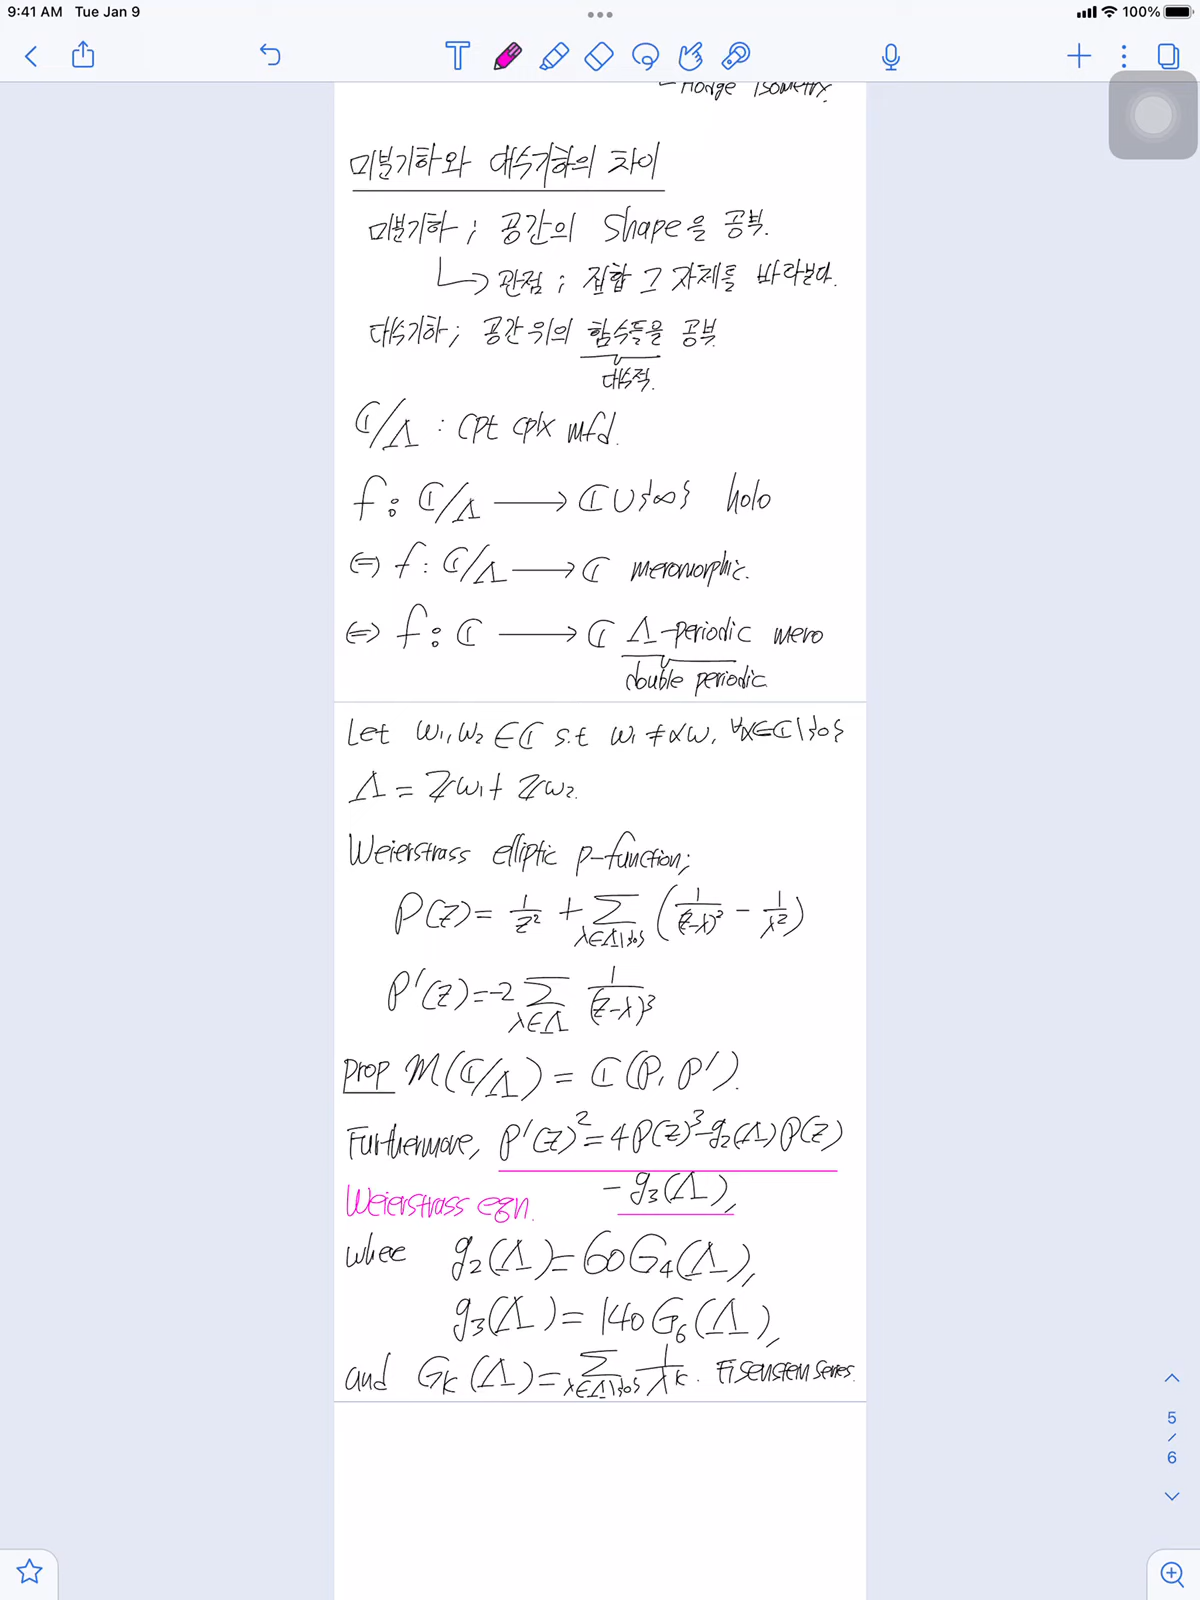 9:41 AM Tue Jan 9
100%
- Hodge isometry.
미분기하와 대수기하의 차이
미분기하 ; 공간의 Shape을 공부.
↳ 관점 ; 집합 그 자체를 바라보다.
대수기하 ; 공간 위의 함수들을 공부
대수적.
ℂ/Λ : cpt cplx mfd.
f : ℂ/Λ ⟶ ℂ∪{∞} holo
⇔ f : ℂ/Λ ⟶ ℂ meromorphic.
⇔ f : ℂ ⟶ ℂ Λ-periodic mero
double periodic
Let ω₁, ω₂ ∈ ℂ s.t ω₁ ≠ αω, ∀α∈ℂ\{0}
Λ = ℤω₁ + ℤω₂.
Weierstrass elliptic p-function;
℘(z) = 1/z² + Σ_{λ∈Λ\{0}} (1/(z-λ)² - 1/λ²)
℘'(z) = -2 Σ_{λ∈Λ} 1/(z-λ)³
prop M(ℂ/Λ) = ℂ(℘, ℘').
Furthermore, ℘'(z)² = 4℘(z)³ - g₂(Λ)℘(z)
- g₃(Λ),
Weierstrass eqn.
where g₂(Λ) = 60G₄(Λ),
g₃(Λ) = 140G₆(Λ),
and G_k(Λ) = Σ_{λ∈Λ\{0}} 1/λ^k. Eisenstein series.
5
/
6